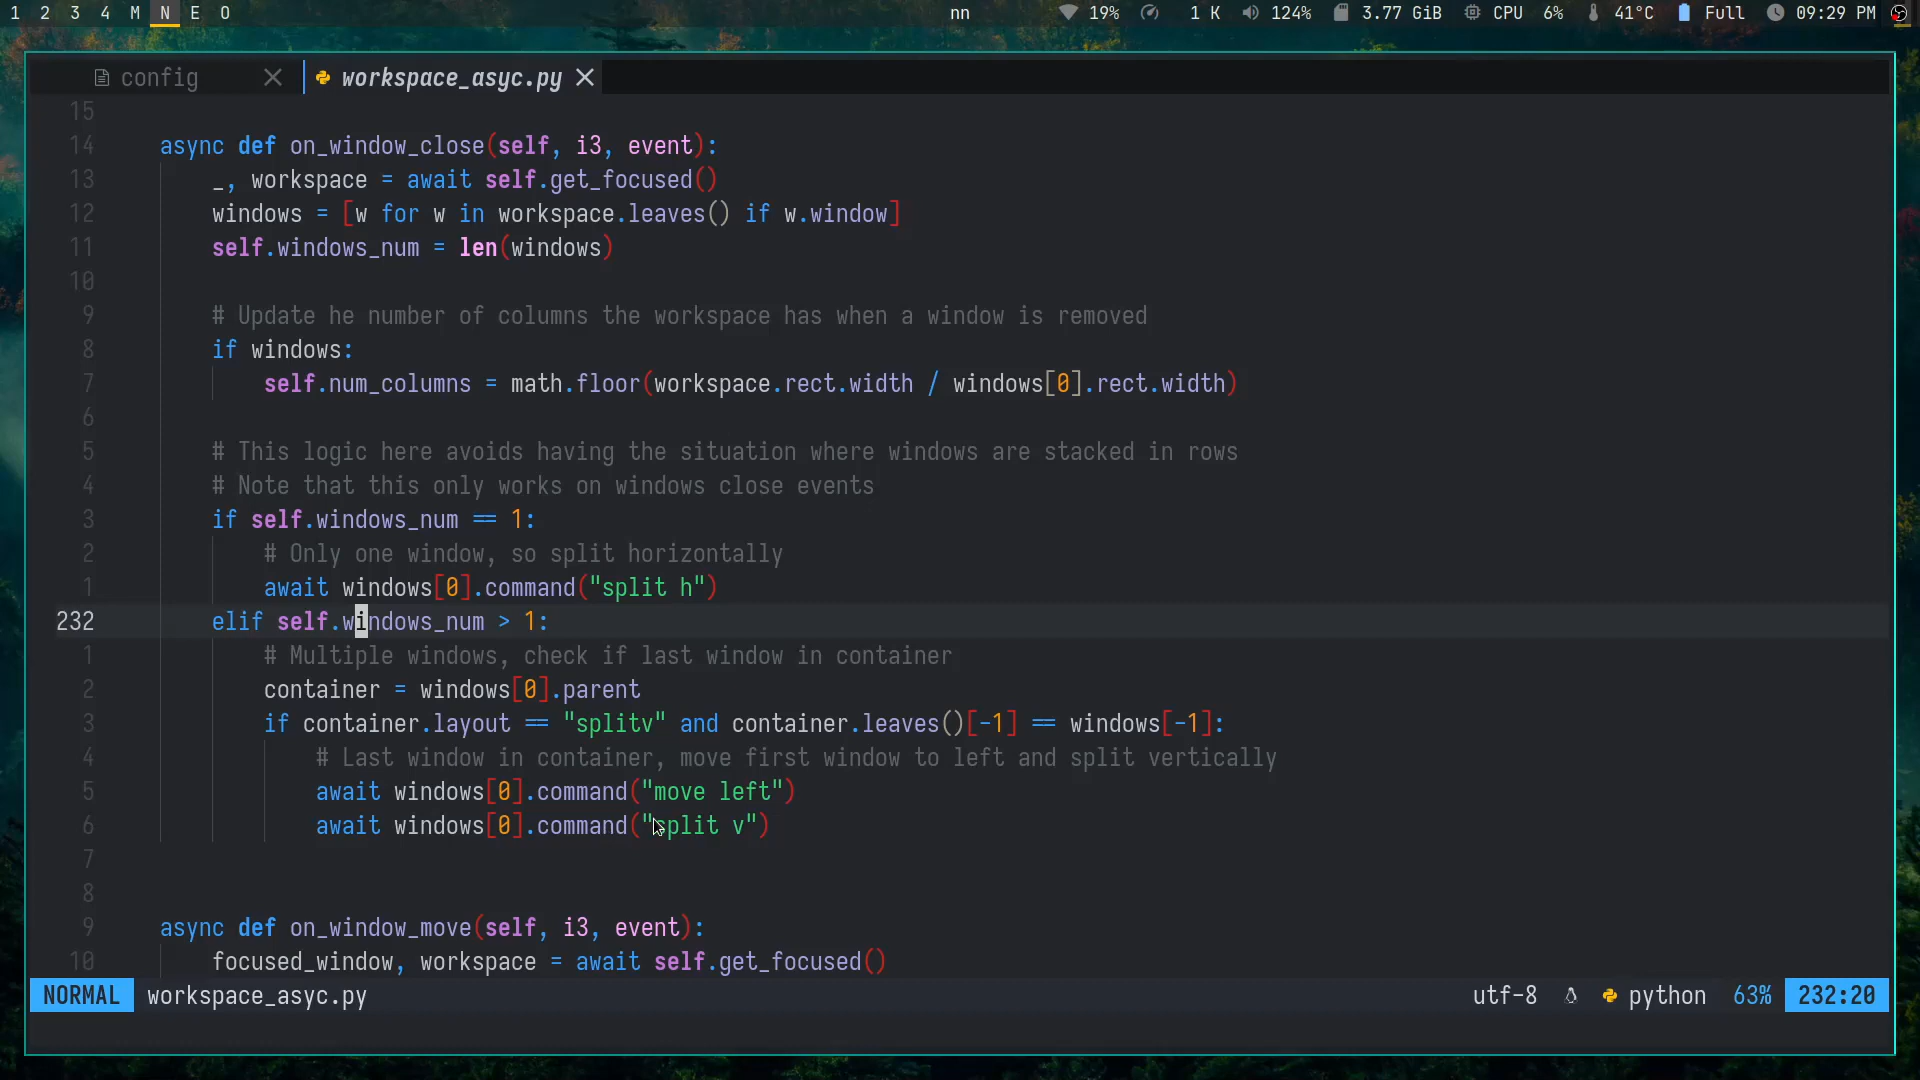 1 2 3 4 M N E O nn 19% 1 K 124% 3.77 GiB CPU 6% 41°C Full 09:29 PM
config workspace_asyc.py
15
14 async def on_window_close(self, i3, event):
13 _, workspace = await self.get_focused()
12 windows = [w for w in workspace.leaves() if w.window]
11 self.windows_num = len(windows)
10
9 # Update he number of columns the workspace has when a window is removed
8 if windows:
7 self.num_columns = math.floor(workspace.rect.width / windows[0].rect.width)
6
5 # This logic here avoids having the situation where windows are stacked in rows
4 # Note that this only works on windows close events
3 if self.windows_num == 1:
2 # Only one window, so split horizontally
1 await windows[0].command("split h")
232 elif self.windows_num > 1:
1 # Multiple windows, check if last window in container
2 container = windows[0].parent
3 if container.layout == "splitv" and container.leaves()[-1] == windows[-1]:
4 # Last window in container, move first window to left and split vertically
5 await windows[0].command("move left")
6 await windows[0].command("split v")
7
8
9 async def on_window_move(self, i3, event):
10 focused_window, workspace = await self.get_focused()
NORMAL workspace_asyc.py utf-8 python 63% 232:20